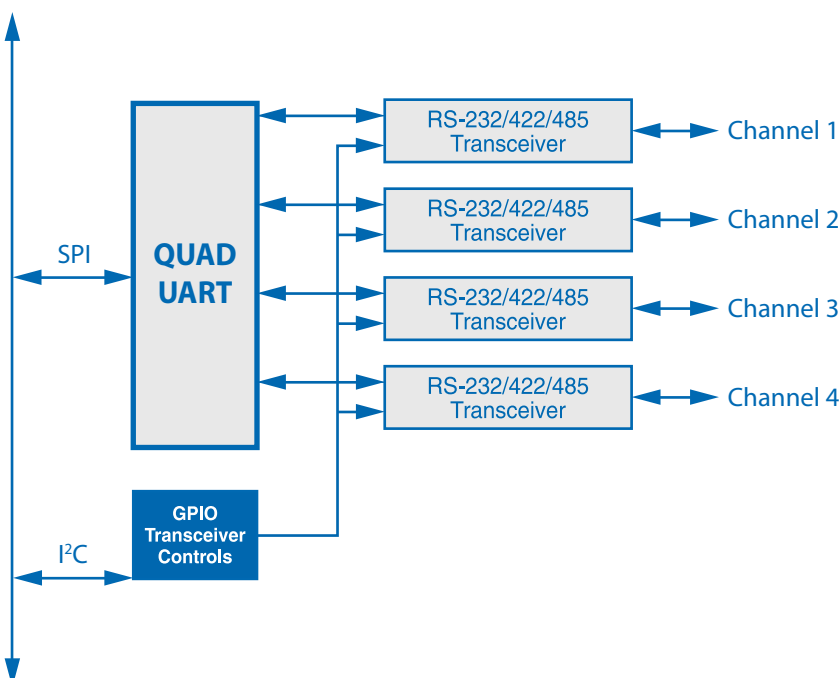 RS-232/422/485
Transceiver
Channel 1
RS-232/422/485
Transceiver
Channel 2
SPI
QUAD
UART
RS-232/422/485
Transceiver
Channel 3
RS-232/422/485
Transceiver
Channel 4
GPIO
Transceiver
Controls
I²C